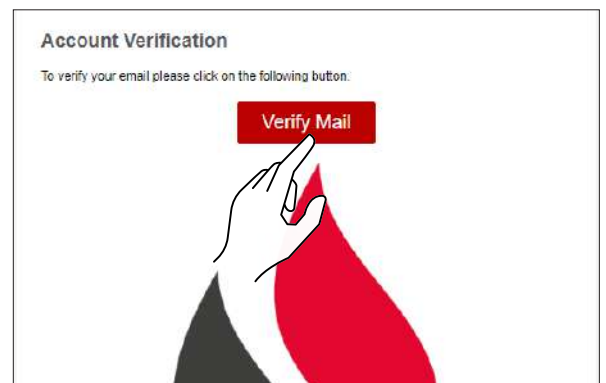 Account Verification
To verify your email please click on the following button.
Verify Mail